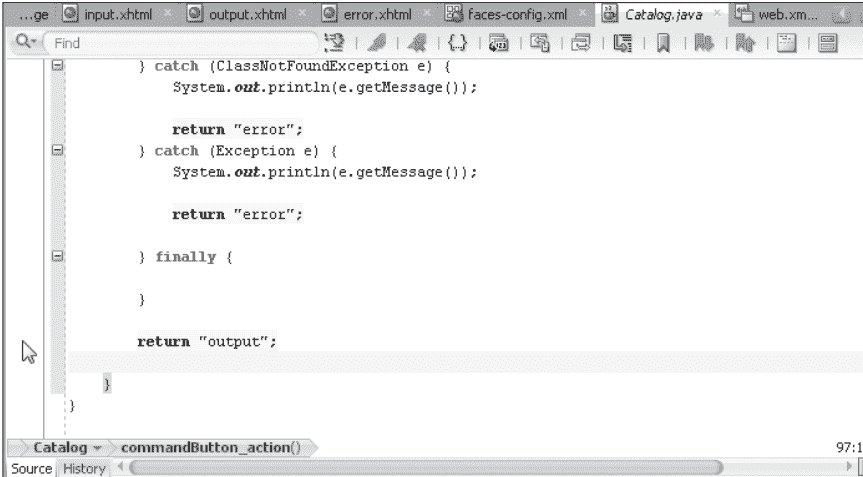 ...ge input.xhtml output.xhtml error.xhtml faces-config.xml Catalog.java web.xm...
Find
} catch (ClassNotFoundException e) {
System.out.println(e.getMessage());
return "error";
} catch (Exception e) {
System.out.println(e.getMessage());
return "error";
} finally {
}
return "output";
}
}
Catalog commandButton_action() 97:1
Source History